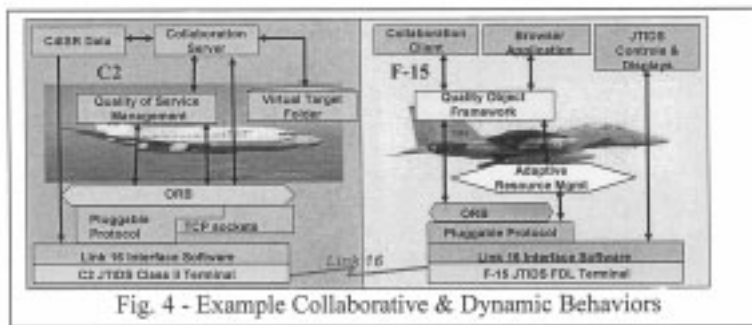 C4ISR Data
Collaboration
Server
C2
Quality of Service
Management
Virtual Target
Folder
ORB
Pluggable
Protocol
TCP sockets
Link 16 Interface Software
C2 JTIDS Class II Terminal
Link 16
Collaboration
Client
Browser
Application
JTIDS
Controls &
Displays
F-15
Quality Object
Framework
Adaptive
Resource Mgmt
ORB
Pluggable Protocol
Link 16 Interface Software
F-15 JTIDS FDL Terminal
Fig. 4 - Example Collaborative & Dynamic Behaviors